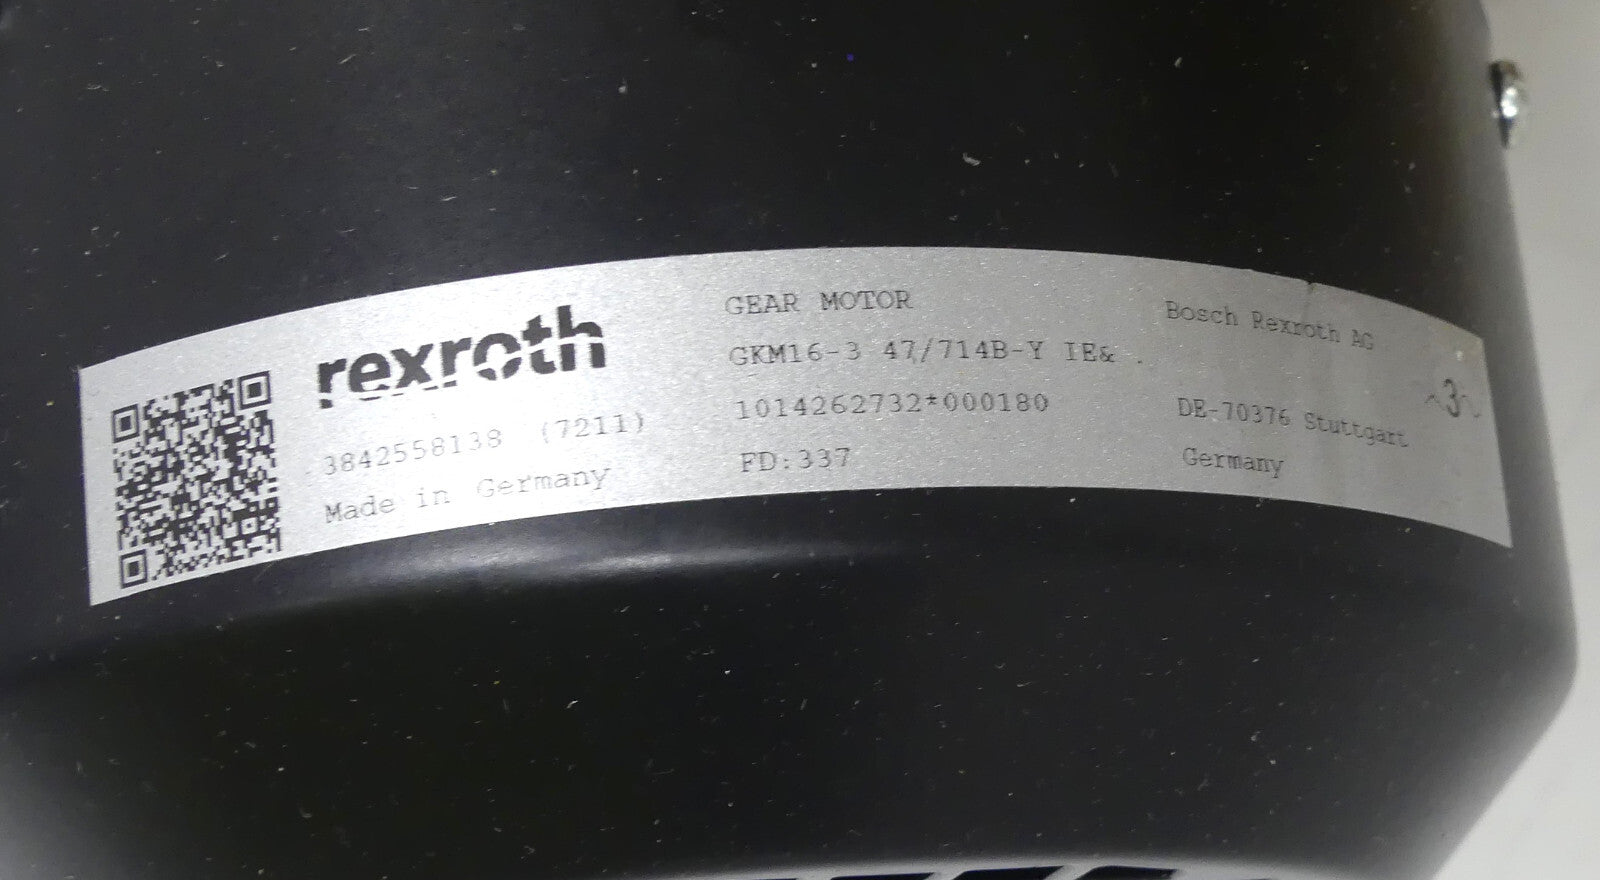 rexroth
3842558138 (7211)
Made in Germany
GEAR MOTOR
GKM16-3 47/714B-Y IE& .
1014262732*000180
FD:337
Bosch Rexroth AG
DE-70376 Stuttgart
Germany
3